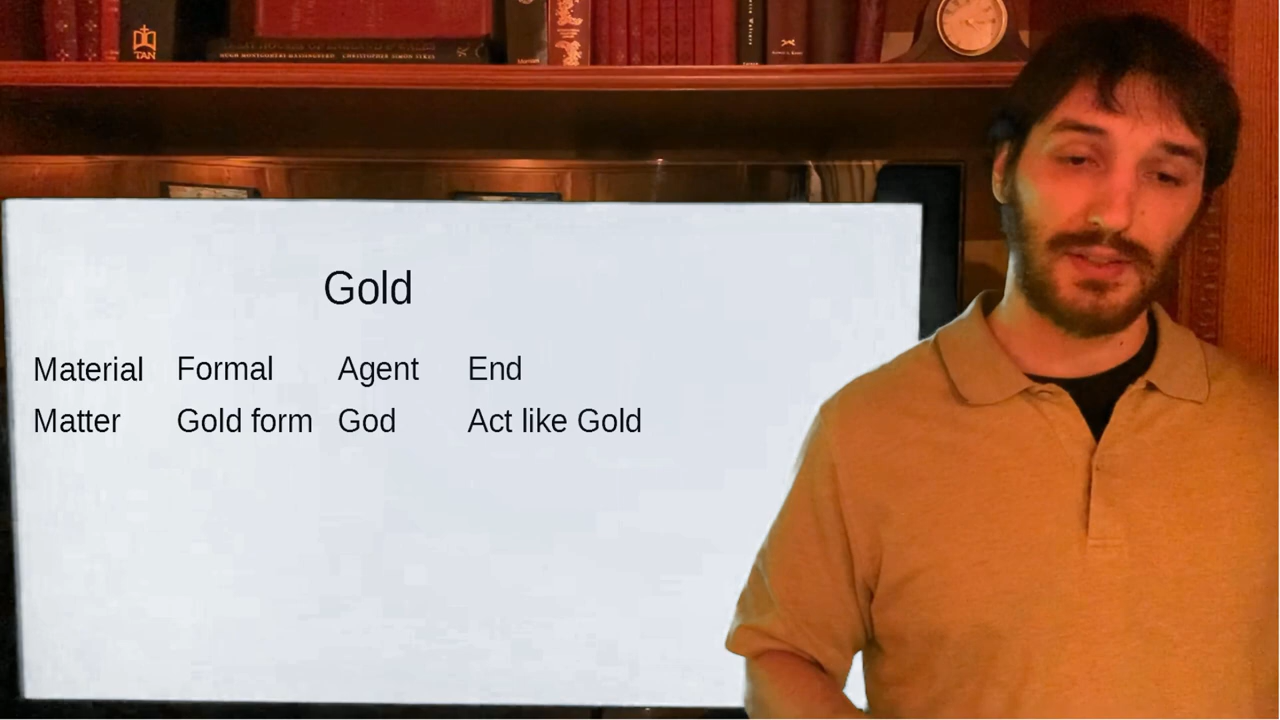 TAN
Gold
Material Formal Agent End
Matter Gold form God Act like Gold